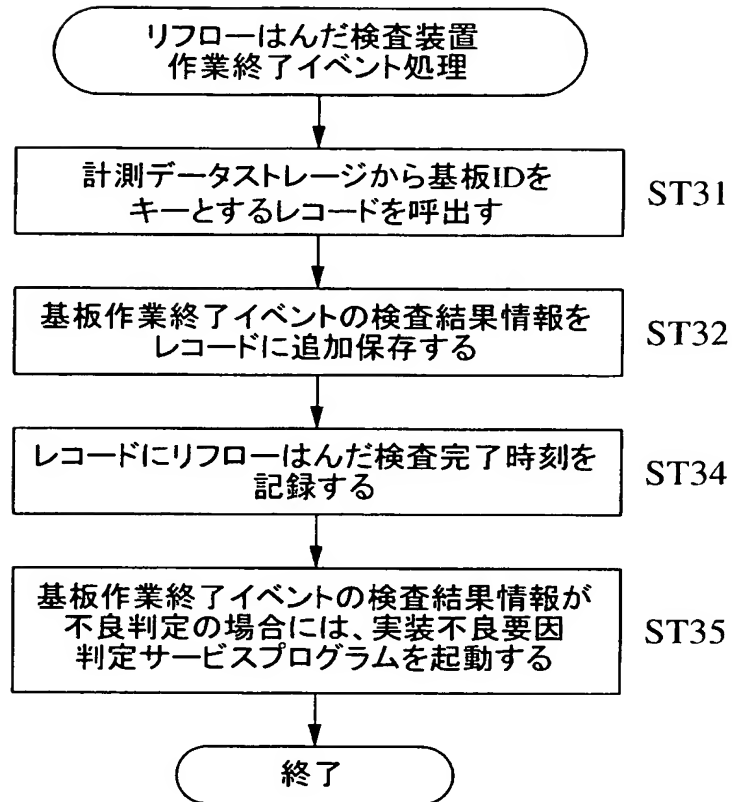 リフローはんだ検査装置
作業終了イベント処理
計測データストレージから基板IDを
キーとするレコードを呼出す
ST31
基板作業終了イベントの検査結果情報を
レコードに追加保存する
ST32
レコードにリフローはんだ検査完了時刻を
記録する
ST34
基板作業終了イベントの検査結果情報が
不良判定の場合には、実装不良要因
判定サービスプログラムを起動する
ST35
終了